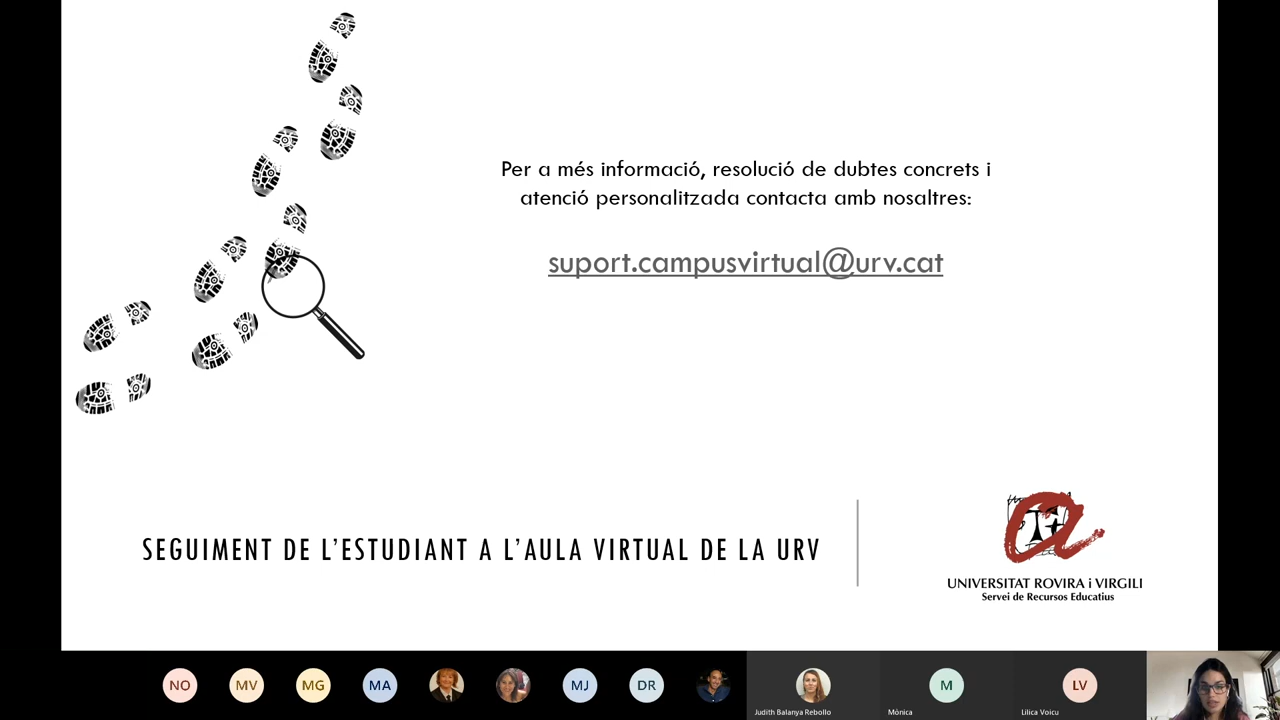 Per a més informació, resolució de dubtes concrets i
atenció personalitzada contacta amb nosaltres:
suport.campusvirtual@urv.cat
SEGUIMENT DE L'ESTUDIANT A L'AULA VIRTUAL DE LA URV
UNIVERSITAT ROVIRA i VIRGILI
Servei de Recursos Educatius
NO MV MG MA MJ DR M LV
Judith Balanya Rebollo Mònica Lilica Voicu